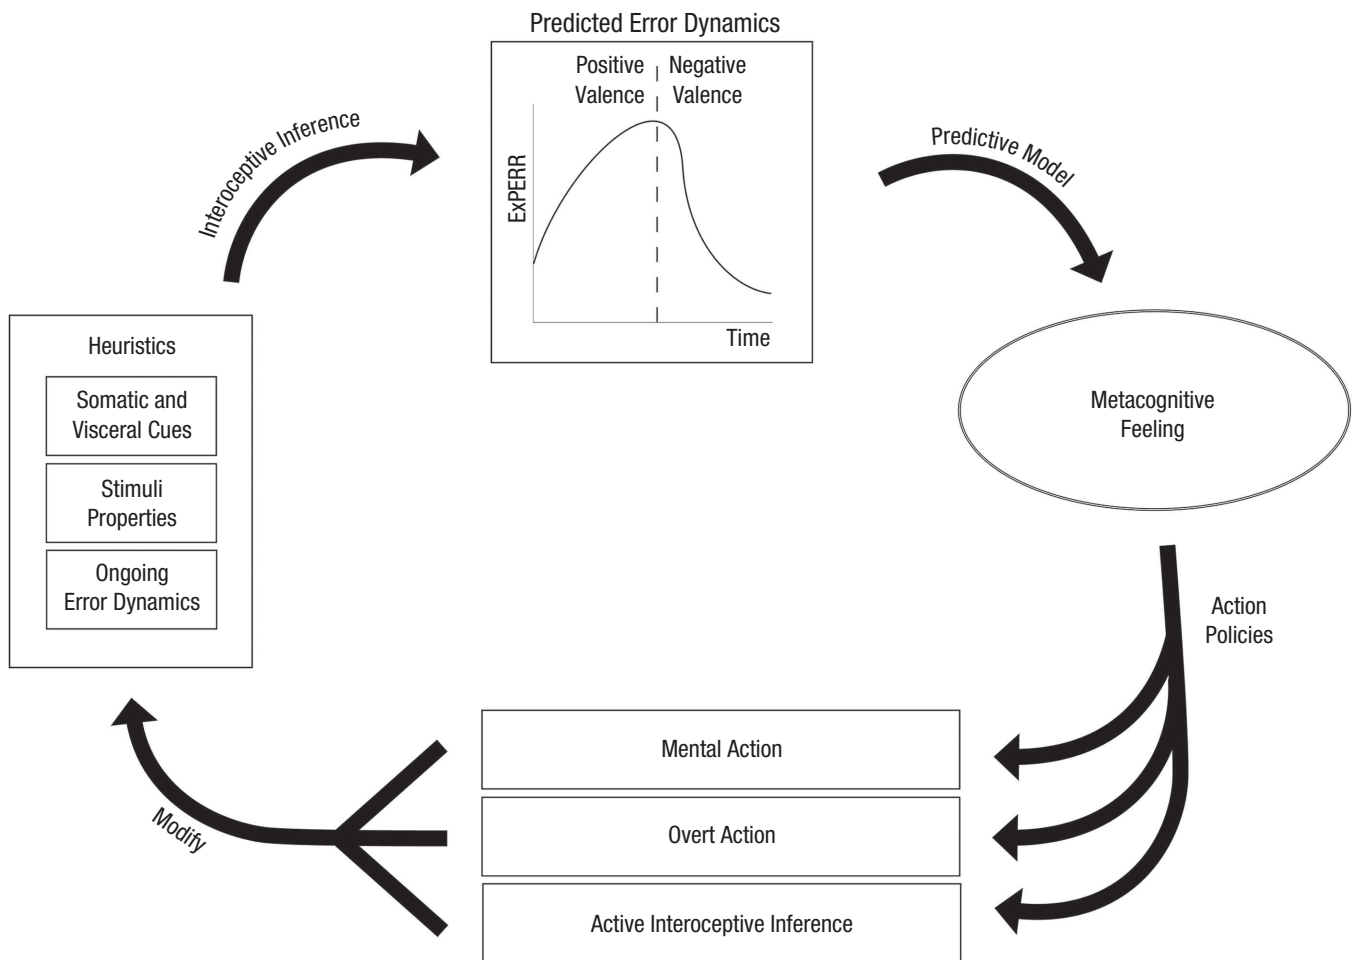 Predicted Error Dynamics
Positive
Valence
Negative
Valence
ExPERR
Time
Interoceptive Inference
Predictive Model
Heuristics
Somatic and
Visceral Cues
Stimuli
Properties
Ongoing
Error Dynamics
Metacognitive
Feeling
Action
Policies
Mental Action
Overt Action
Active Interoceptive Inference
Modify